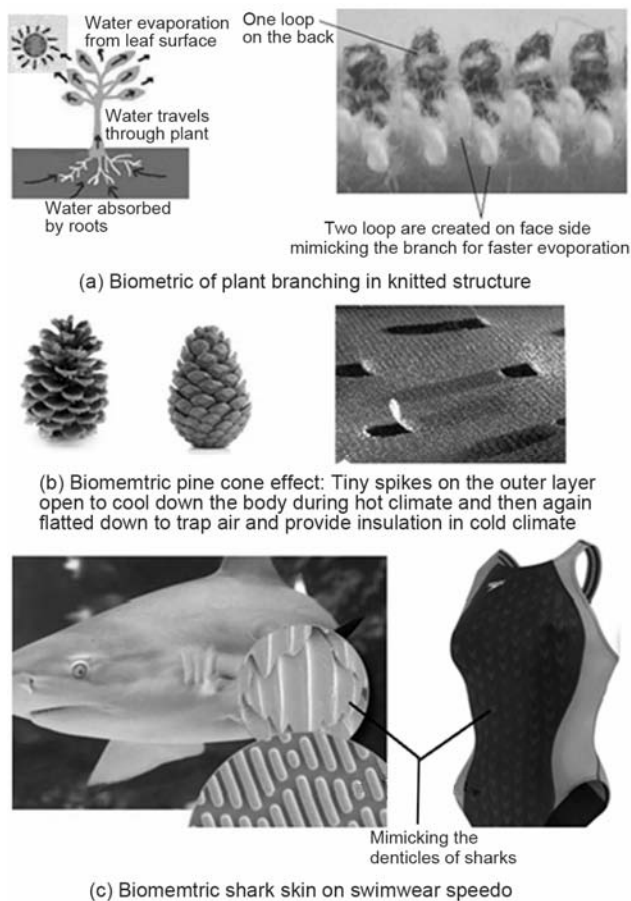 Water evaporation
from leaf surface
Water travels
through plant
Water absorbed
by roots
One loop
on the back
Two loop are created on face side
mimicking the branch for faster evoporation
(a) Biometric of plant branching in knitted structure
(b) Biomemtric pine cone effect: Tiny spikes on the outer layer
open to cool down the body during hot climate and then again
flatted down to trap air and provide insulation in cold climate
Mimicking the
denticles of sharks
(c) Biomemtric shark skin on swimwear speedo